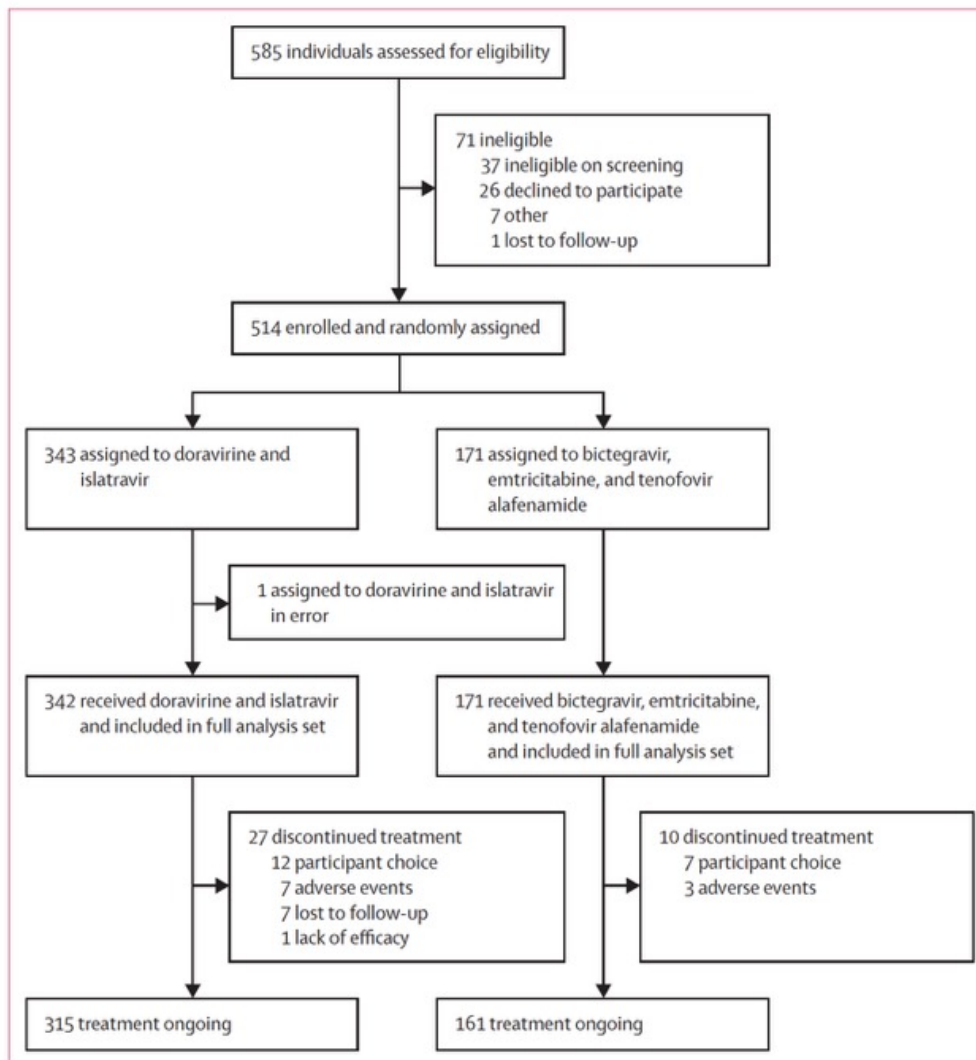 585 individuals assessed for eligibility
71 ineligible
37 ineligible on screening
26 declined to participate
7 other
1 lost to follow-up
514 enrolled and randomly assigned
343 assigned to doravirine and
islatravir
171 assigned to bictegravir,
emtricitabine, and tenofovir
alafenamide
1 assigned to doravirine and islatravir
in error
342 received doravirine and islatravir
and included in full analysis set
171 received bictegravir, emtricitabine,
and tenofovir alafenamide
and included in full analysis set
27 discontinued treatment
12 participant choice
7 adverse events
7 lost to follow-up
1 lack of efficacy
10 discontinued treatment
7 participant choice
3 adverse events
315 treatment ongoing
161 treatment ongoing